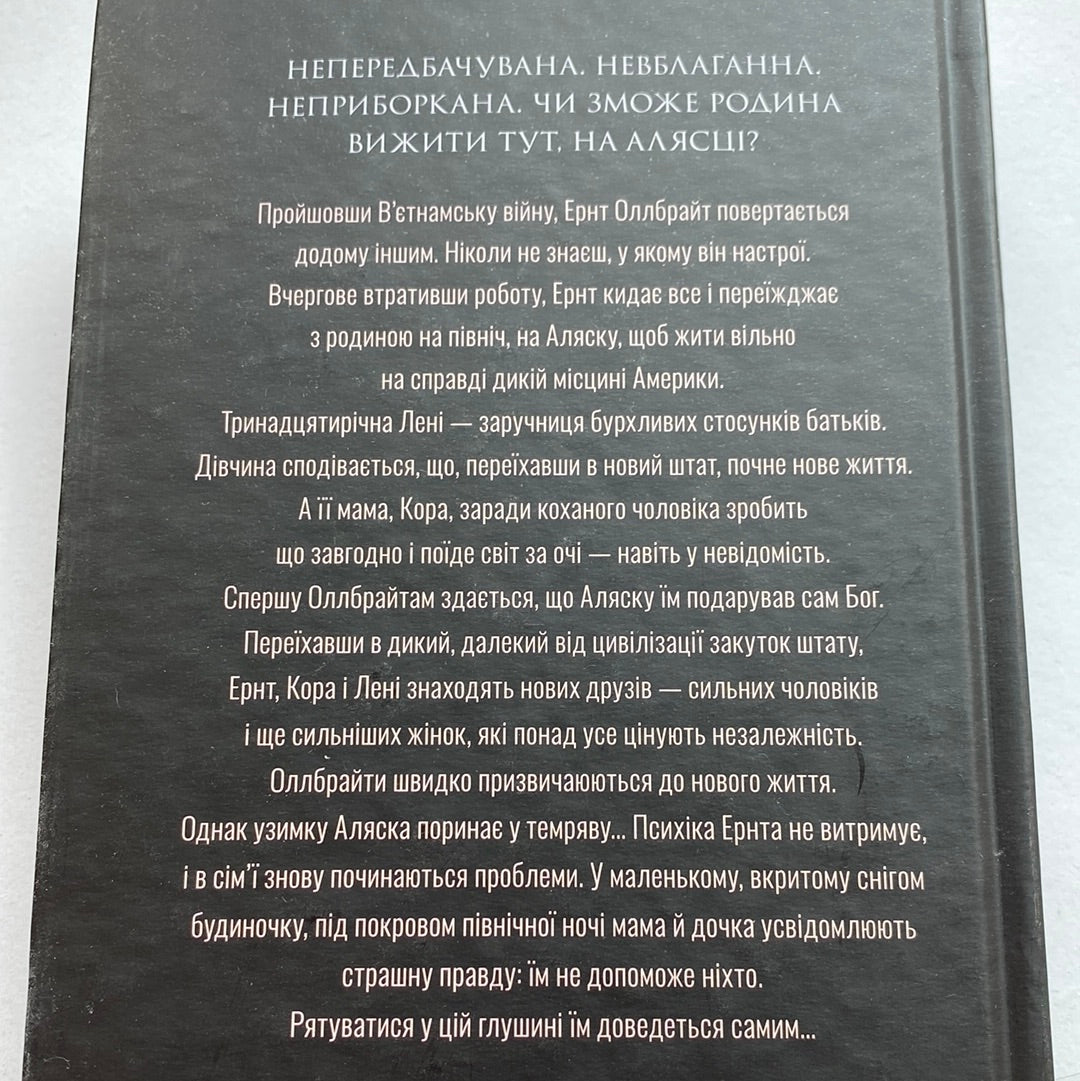 НЕПЕРЕДБАЧУВАНА. НЕВБЛАГАННА.
НЕПРИБОРКАНА. ЧИ ЗМОЖЕ РОДИНА
ВИЖИТИ ТУТ, НА АЛЯСЦІ?
Пройшовши В’єтнамську війну, Ернт Оллбрайт повертається
додому іншим. Ніколи не знаєш, у якому він настрої.
Вчергове втративши роботу, Ернт кидає все і переїжджає
з родиною на північ, на Аляску, щоб жити вільно
на справді дикій місцині Америки.
Тринадцятирічна Лені — заручниця бурхливих стосунків батьків.
Дівчина сподівається, що, переїхавши в новий штат, почне нове життя.
А її мама, Кора, заради коханого чоловіка зробить
що завгодно і поїде світ за очі — навіть у невідомість.
Спершу Оллбрайтам здається, що Аляску їм подарував сам Бог.
Переїхавши в дикий, далекий від цивілізації закуток штату,
Ернт, Кора і Лені знаходять нових друзів — сильних чоловіків
і ще сильніших жінок, які понад усе цінують незалежність.
Оллбрайти швидко призвичаюються до нового життя.
Однак узимку Аляска поринає у темряву... Психіка Ернта не витримує,
і в сім’ї знову починаються проблеми. У маленькому, вкритому снігом
будиночку, під покровом північної ночі мама й дочка усвідомлюють
страшну правду: їм не допоможе ніхто.
Рятуватися у цій глушині їм доведеться самим...